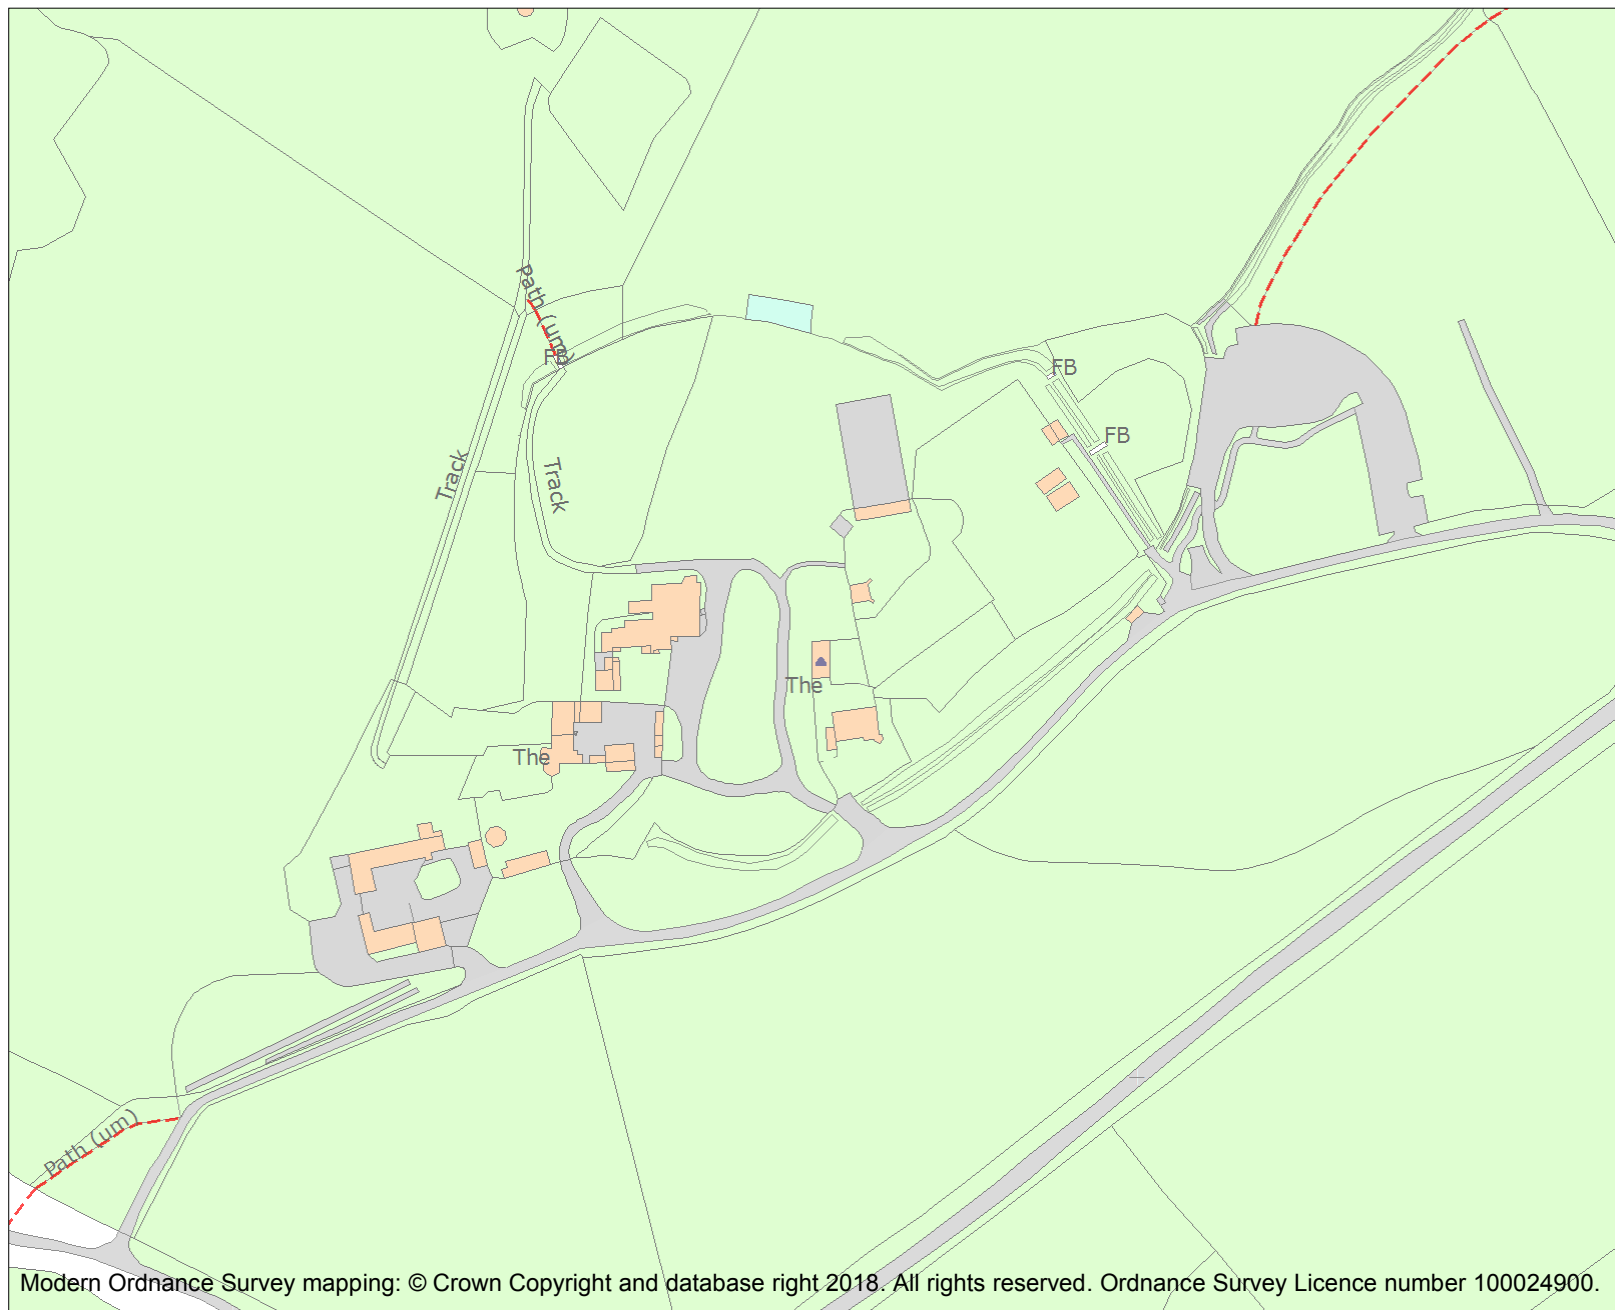 Path (um)
FB
FB
FB
Track
Track
The
The
Path (um)
Modern Ordnance Survey mapping: © Crown Copyright and database right 2018. All rights reserved. Ordnance Survey Licence number 100024900.